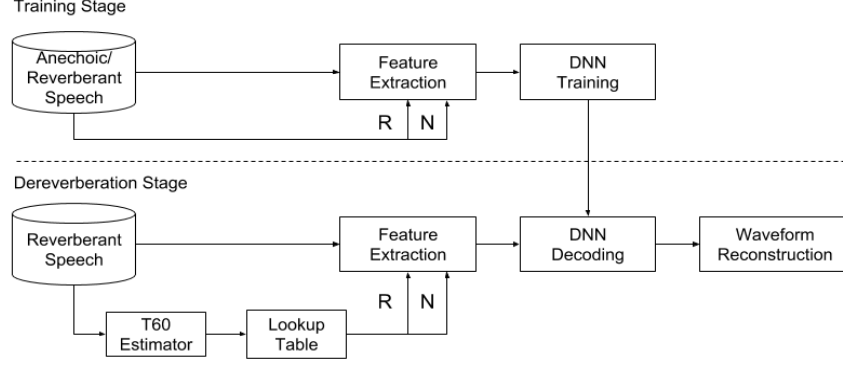 Training Stage
Anechoic/
Reverberant
Speech
Feature
Extraction
DNN
Training
R
N
Dereverberation Stage
Reverberant
Speech
Feature
Extraction
DNN
Decoding
Waveform
Reconstruction
R
N
T60
Estimator
Lookup
Table